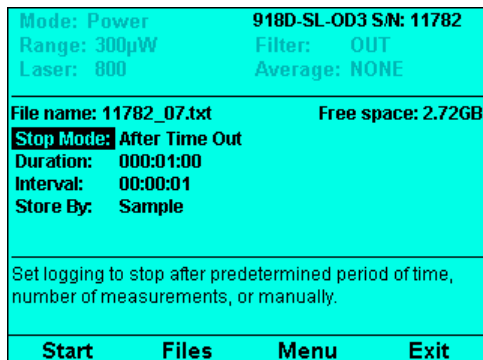 Mode: Power 918D-SL-OD3 S/N: 11782
Range: 300µW Filter: OUT
Laser: 800 Average: NONE
File name: 11782_07.txt Free space: 2.72GB
Stop Mode: After Time Out
Duration: 000:01:00
Interval: 00:00:01
Store By: Sample
Set logging to stop after predetermined period of time,
number of measurements, or manually.
Start Files Menu Exit